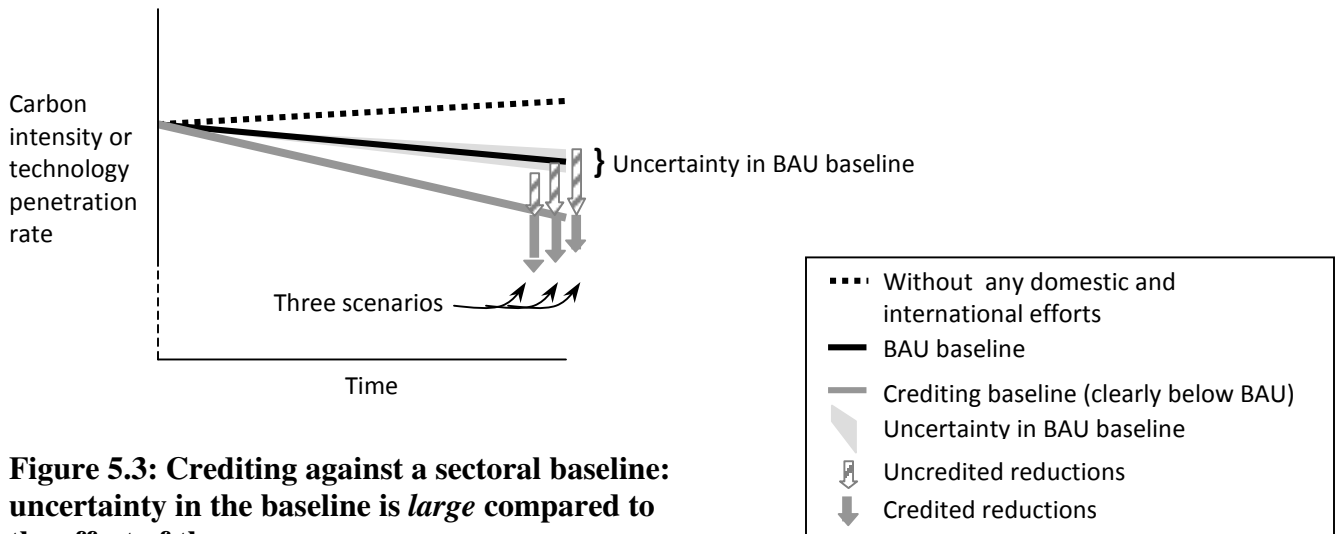 Carbon
intensity or
technology
penetration
rate
} Uncertainty in BAU baseline
Three scenarios
Time
Without any domestic and
international efforts
BAU baseline
Crediting baseline (clearly below BAU)
Uncertainty in BAU baseline
Uncredited reductions
Credited reductions
Figure 5.3: Crediting against a sectoral baseline:
uncertainty in the baseline is large compared to